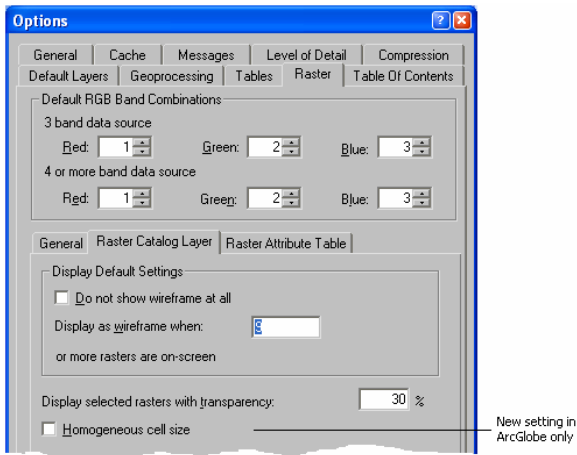 Options
General Cache Messages Level of Detail Compression
Default Layers Geoprocessing Tables Raster Table Of Contents
Default RGB Band Combinations
3 band data source
Red: 1 Green: 2 Blue: 3
4 or more band data source
Red: 1 Green: 2 Blue: 3
General Raster Catalog Layer Raster Attribute Table
Display Default Settings
Do not show wireframe at all
Display as wireframe when: 9
or more rasters are on-screen
Display selected rasters with transparency: 30 %
Homogeneous cell size
New setting in
ArcGlobe only